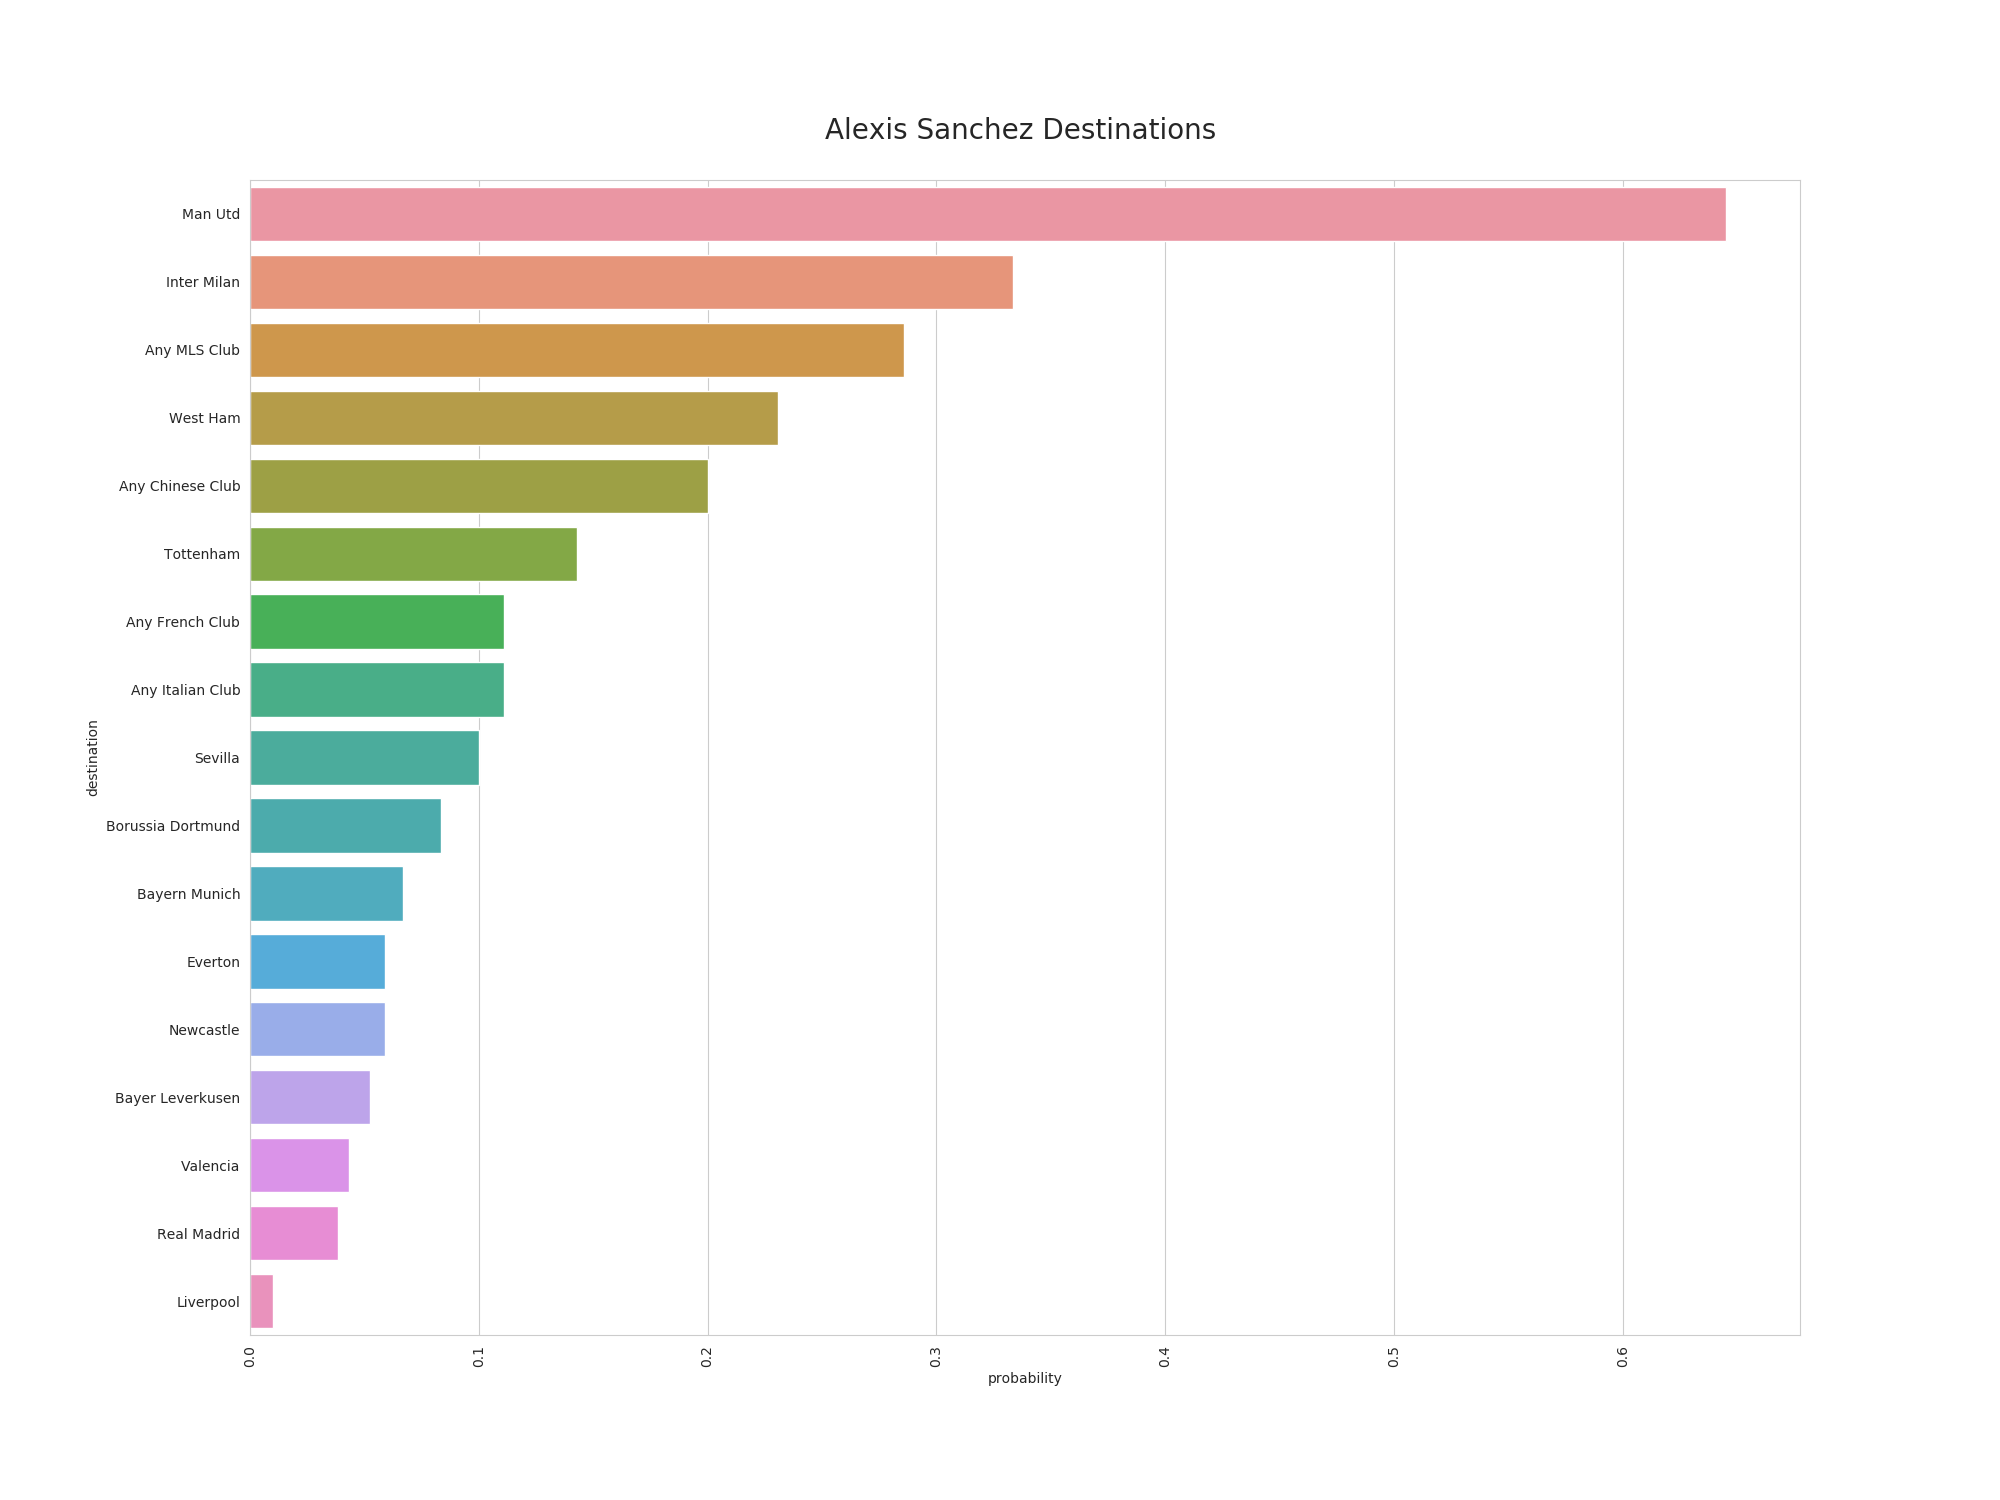 Alexis Sanchez Destinations
Man Utd
Inter Milan
Any MLS Club
West Ham
Any Chinese Club
Tottenham
Any French Club
Any Italian Club
Sevilla
Borussia Dortmund
Bayern Munich
Everton
Newcastle
Bayer Leverkusen
Valencia
Real Madrid
Liverpool
destination
0.0
0.1
0.2
0.3
0.4
0.5
0.6
probability